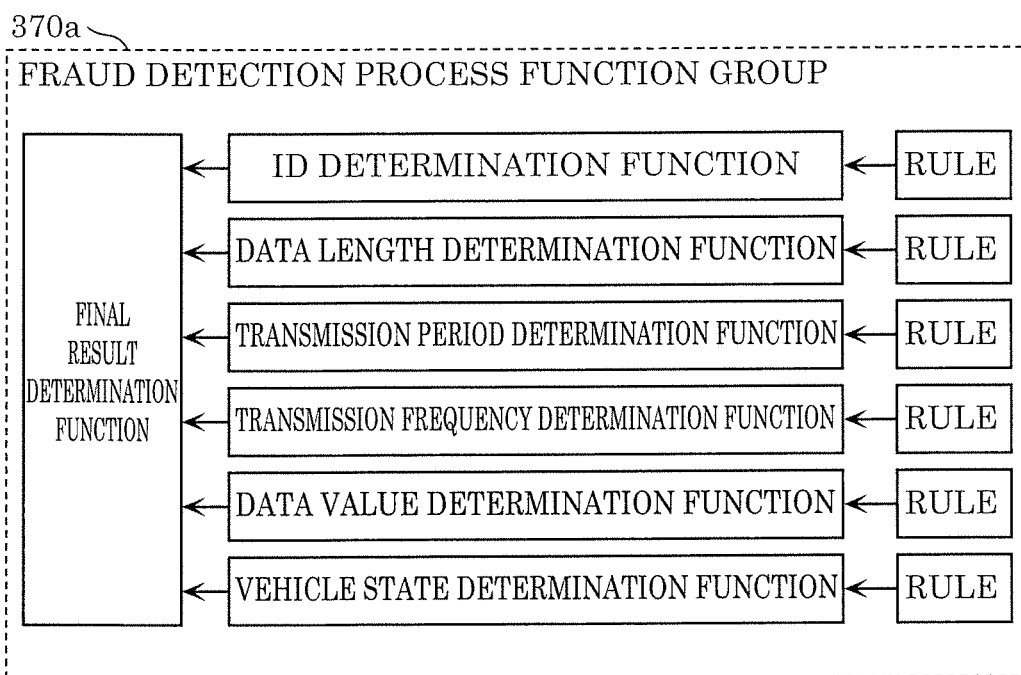 370a
FRAUD DETECTION PROCESS FUNCTION GROUP
FINAL
RESULT
DETERMINATION
FUNCTION
ID DETERMINATION FUNCTION
RULE
DATA LENGTH DETERMINATION FUNCTION
RULE
TRANSMISSION PERIOD DETERMINATION FUNCTION
RULE
TRANSMISSION FREQUENCY DETERMINATION FUNCTION
RULE
DATA VALUE DETERMINATION FUNCTION
RULE
VEHICLE STATE DETERMINATION FUNCTION
RULE